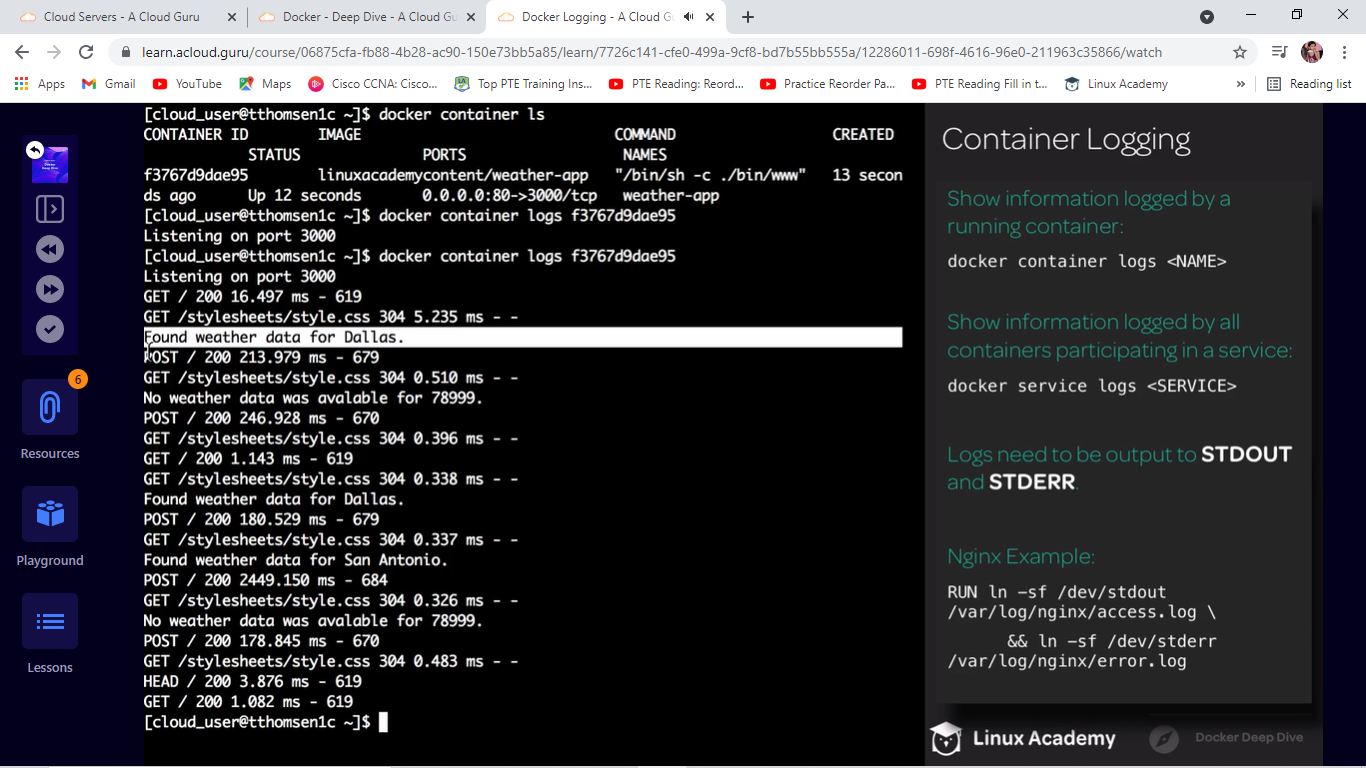 Cloud Servers - A Cloud Guru
Docker - Deep Dive - A Cloud Gu
Docker Logging - A Cloud G
learn.acloud.guru/course/06875cfa-fb88-4b28-ac90-150e73bb5a85/learn/7726c141-cfe0-499a-9cf8-bd7b55bb555a/12286011-698f-4616-96e0-211963c35866/watch
Apps
Gmail
YouTube
Maps
Cisco CCNA: Cisco...
Top PTE Training Ins...
PTE Reading: Reord...
Practice Reorder Pa...
PTE Reading Fill in t...
Linux Academy
»
Reading list
Docker
Deep Dive
6
Resources
Playground
Lessons
[cloud_user@tthomsen1c ~]$ docker container ls
CONTAINER ID IMAGE COMMAND CREATED
STATUS PORTS NAMES
f3767d9dae95 linuxacademycontent/weather-app "/bin/sh -c ./bin/www" 13 secon
ds ago Up 12 seconds 0.0.0.0:80->3000/tcp weather-app
[cloud_user@tthomsen1c ~]$ docker container logs f3767d9dae95
Listening on port 3000
[cloud_user@tthomsen1c ~]$ docker container logs f3767d9dae95
Listening on port 3000
GET / 200 16.497 ms - 619
GET /stylesheets/style.css 304 5.235 ms - -
Found weather data for Dallas.
POST / 200 213.979 ms - 679
GET /stylesheets/style.css 304 0.510 ms - -
No weather data was avalable for 78999.
POST / 200 246.928 ms - 670
GET /stylesheets/style.css 304 0.396 ms - -
GET / 200 1.143 ms - 619
GET /stylesheets/style.css 304 0.338 ms - -
Found weather data for Dallas.
POST / 200 180.529 ms - 679
GET /stylesheets/style.css 304 0.337 ms - -
Found weather data for San Antonio.
POST / 200 2449.150 ms - 684
GET /stylesheets/style.css 304 0.326 ms - -
No weather data was avalable for 78999.
POST / 200 178.845 ms - 670
GET /stylesheets/style.css 304 0.483 ms - -
HEAD / 200 3.876 ms - 619
GET / 200 1.082 ms - 619
[cloud_user@tthomsen1c ~]$
Container Logging
Show information logged by a
running container:
docker container logs <NAME>
Show information logged by all
containers participating in a service:
docker service logs <SERVICE>
Logs need to be output to STDOUT
and STDERR.
Nginx Example:
RUN ln -sf /dev/stdout
/var/log/nginx/access.log \
&& ln -sf /dev/stderr
/var/log/nginx/error.log
Linux Academy
Docker Deep Dive